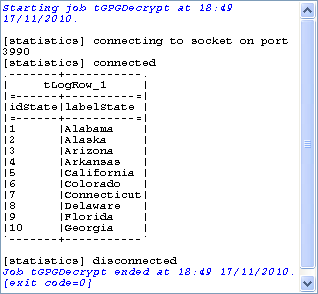 Starting job tGPGDecrypt at 18:49
17/11/2010.
[statistics] connecting to socket on port
3990
[statistics] connected
.-------+-----------.
|     tLogRow_1     |
|=------+----------=|
|idState|labelState |
|=------+----------=|
|1      |Alabama    |
|2      |Alaska     |
|3      |Arizona    |
|4      |Arkansas   |
|5      |California |
|6      |Colorado   |
|7      |Connecticut|
|8      |Delaware   |
|9      |Florida    |
|10     |Georgia    |
'-------+-----------'
[statistics] disconnected
Job tGPGDecrypt ended at 18:49 17/11/2010.
[exit code=0]